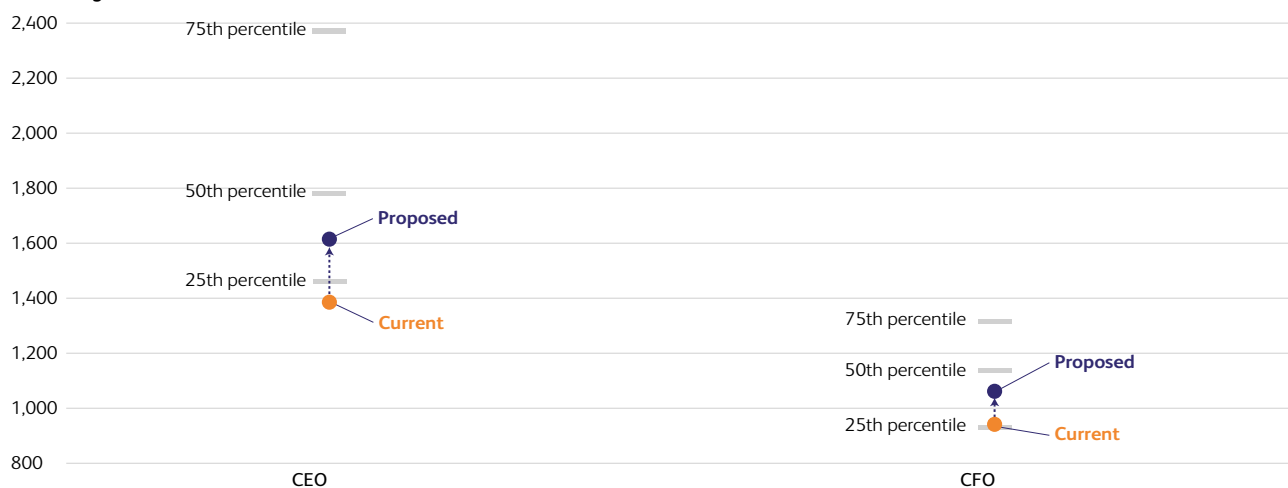 2,400
75th percentile
2,200
2,000
1,800
50th percentile
Proposed
1,600
25th percentile
1,400
Current
75th percentile
1,200
50th percentile
Proposed
1,000
25th percentile
Current
800
CEO
CFO